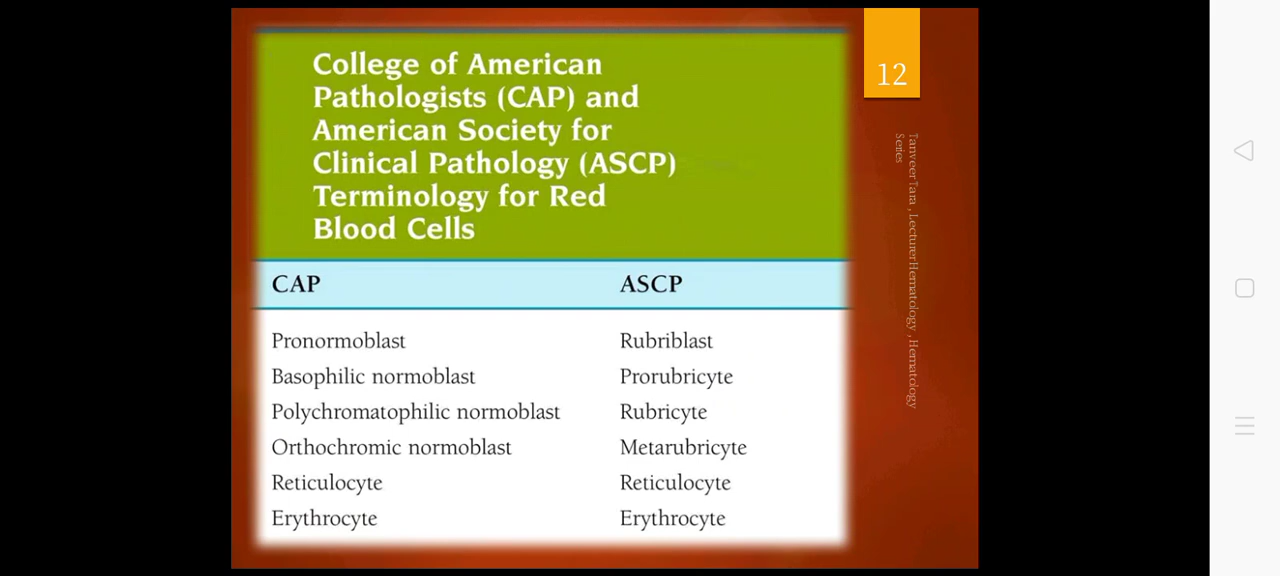 College of American
Pathologists (CAP) and
American Society for
Clinical Pathology (ASCP)
Terminology for Red
Blood Cells
CAP ASCP
Pronormoblast Rubriblast
Basophilic normoblast Prorubricyte
Polychromatophilic normoblast Rubricyte
Orthochromic normoblast Metarubricyte
Reticulocyte Reticulocyte
Erythrocyte Erythrocyte
12
Tanveer Tara , Lecturer Hematology , Hematology
Series